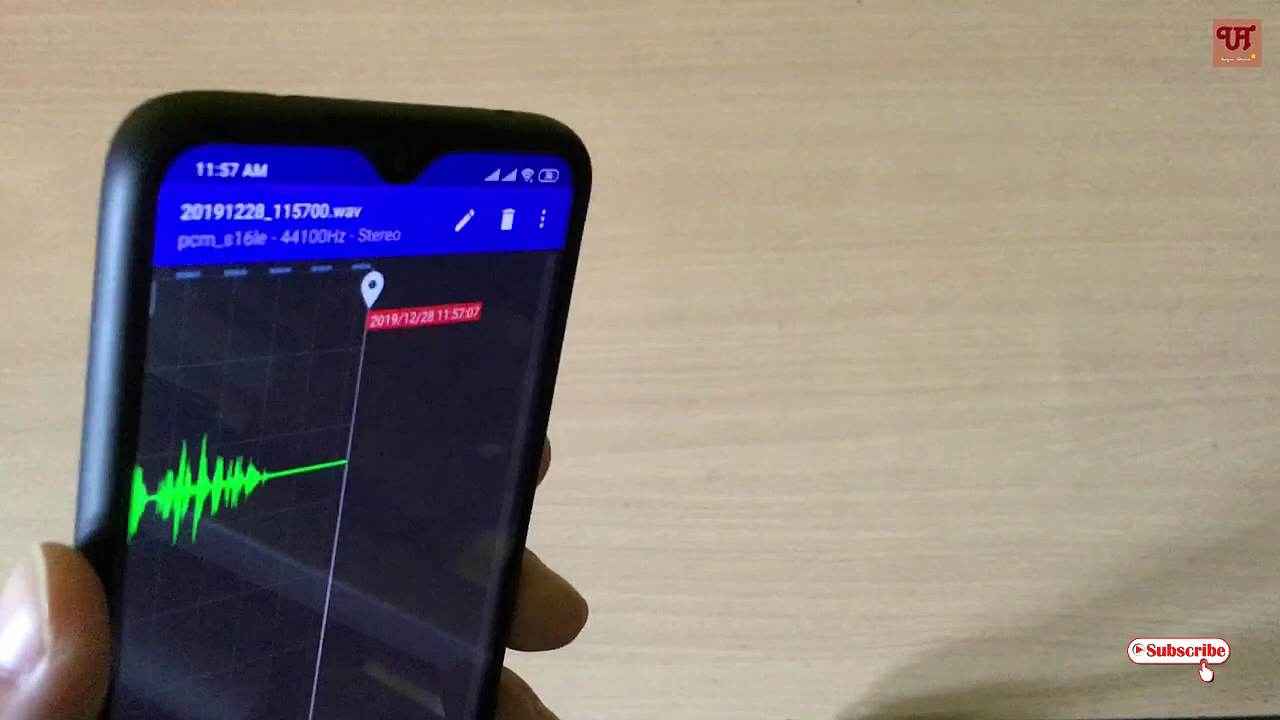 11:57 AM
20191228_115700.wav
pcm_s16le - 44100Hz - Stereo
2019/12/28 11:57:07
Subscribe